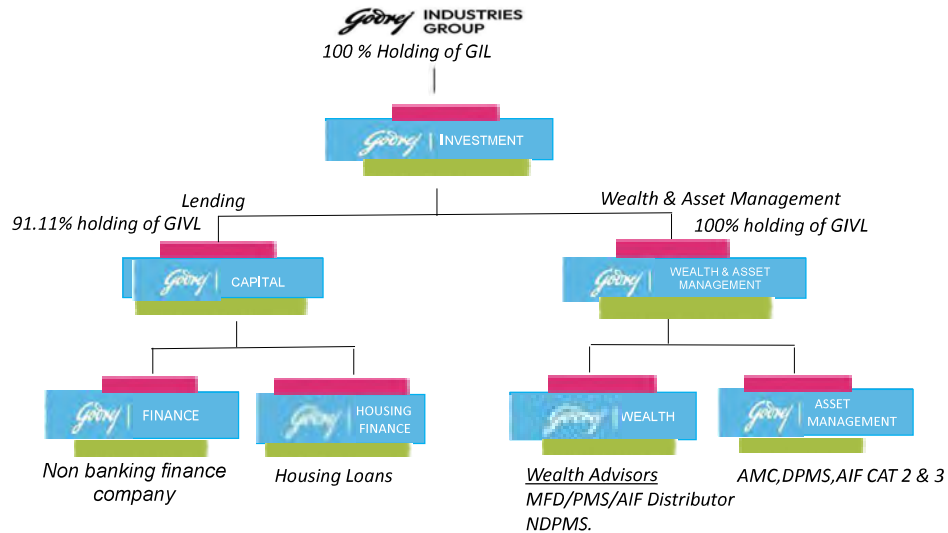 Godrej INDUSTRIES
GROUP
100 % Holding of GIL
Godrej | INVESTMENT
Lending
91.11% holding of GIVL
Wealth & Asset Management
100% holding of GIVL
Godrej CAPITAL
Godrej | WEALTH & ASSET
MANAGEMENT
Godrej | FINANCE
Godrej | HOUSING
FINANCE
Godrej | WEALTH
Godrej | ASSET
MANAGEMENT
Non banking finance
company
Housing Loans
Wealth Advisors
MFD/PMS/AIF Distributor
NDPMS.
AMC,DPMS,AIF CAT 2 & 3